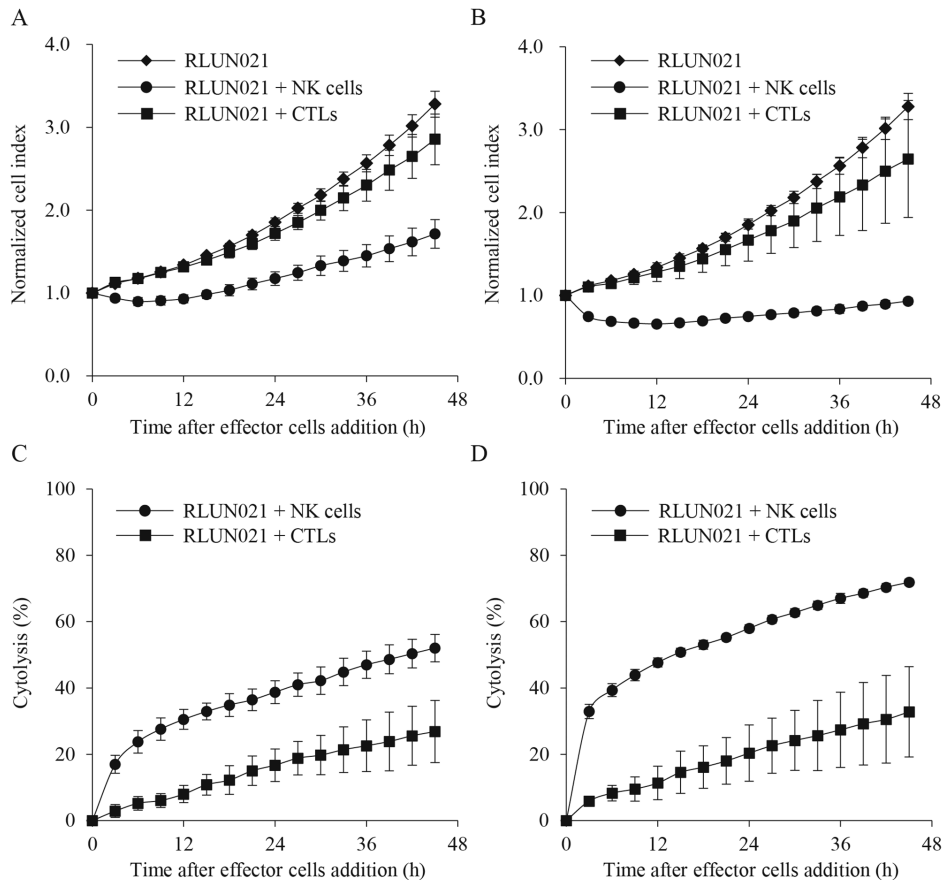 A
4.0
3.0
2.0
1.0
0.0
Normalized cell index
RLUN021
RLUN021 + NK cells
RLUN021 + CTLs
0 12 24 36 48
Time after effector cells addition (h)
B
4.0
3.0
2.0
1.0
0.0
Normalized cell index
RLUN021
RLUN021 + NK cells
RLUN021 + CTLs
0 12 24 36 48
Time after effector cells addition (h)
C
100
80
60
40
20
0
Cytolysis (%)
RLUN021 + NK cells
RLUN021 + CTLs
0 12 24 36 48
Time after effector cells addition (h)
D
100
80
60
40
20
0
Cytolysis (%)
RLUN021 + NK cells
RLUN021 + CTLs
0 12 24 36 48
Time after effector cells addition (h)